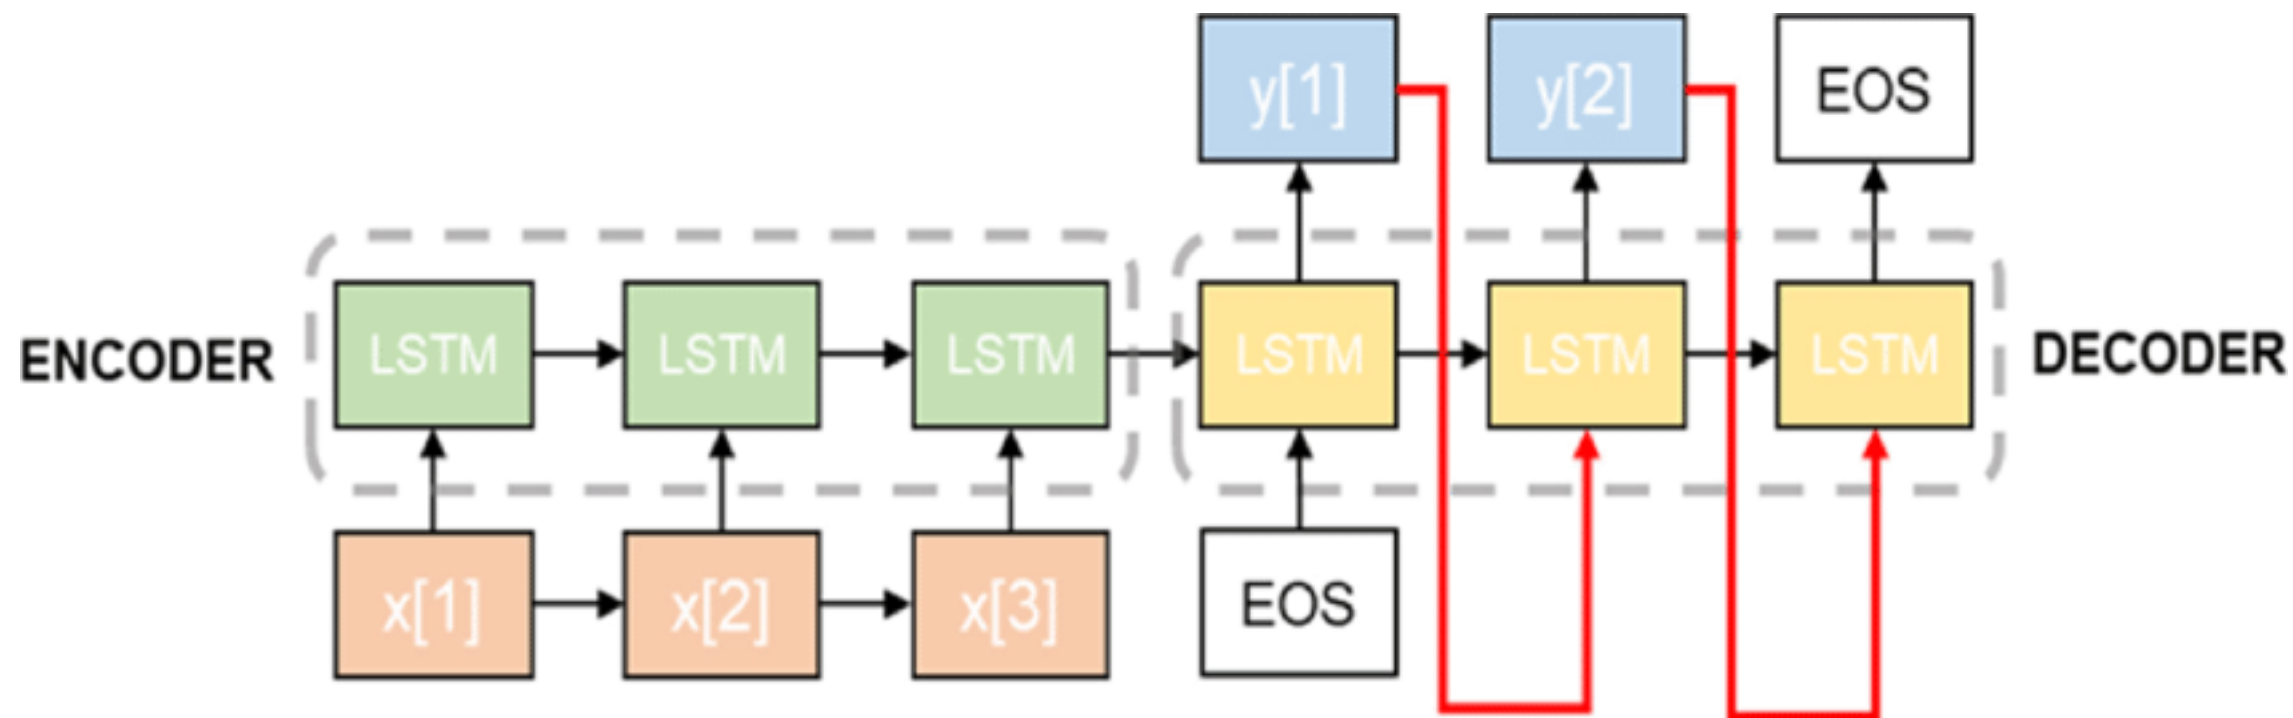 y[1] y[2] EOS
ENCODER LSTM LSTM LSTM LSTM LSTM LSTM DECODER
x[1] x[2] x[3] EOS